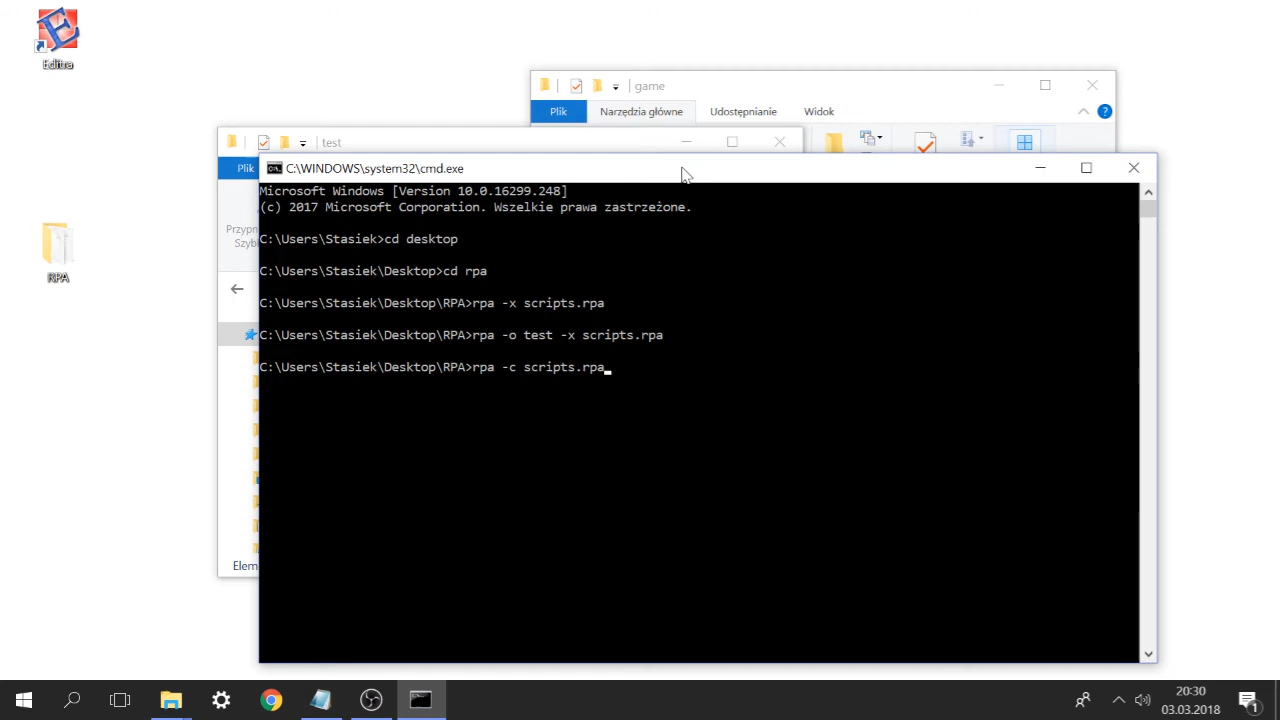 Editra
game
Plik
Narzędzia główne
Udostępnianie
Widok
?
test
Plik
C:\WINDOWS\system32\cmd.exe
Microsoft Windows [Version 10.0.16299.248]
(c) 2017 Microsoft Corporation. Wszelkie prawa zastrzeżone.
C:\Users\Stasiek>cd desktop
C:\Users\Stasiek\Desktop>cd rpa
C:\Users\Stasiek\Desktop\RPA>rpa -x scripts.rpa
C:\Users\Stasiek\Desktop\RPA>rpa -o test -x scripts.rpa
C:\Users\Stasiek\Desktop\RPA>rpa -c scripts.rpa
Przypn
Szyb
RPA
Elem
20:30
03.03.2018
1